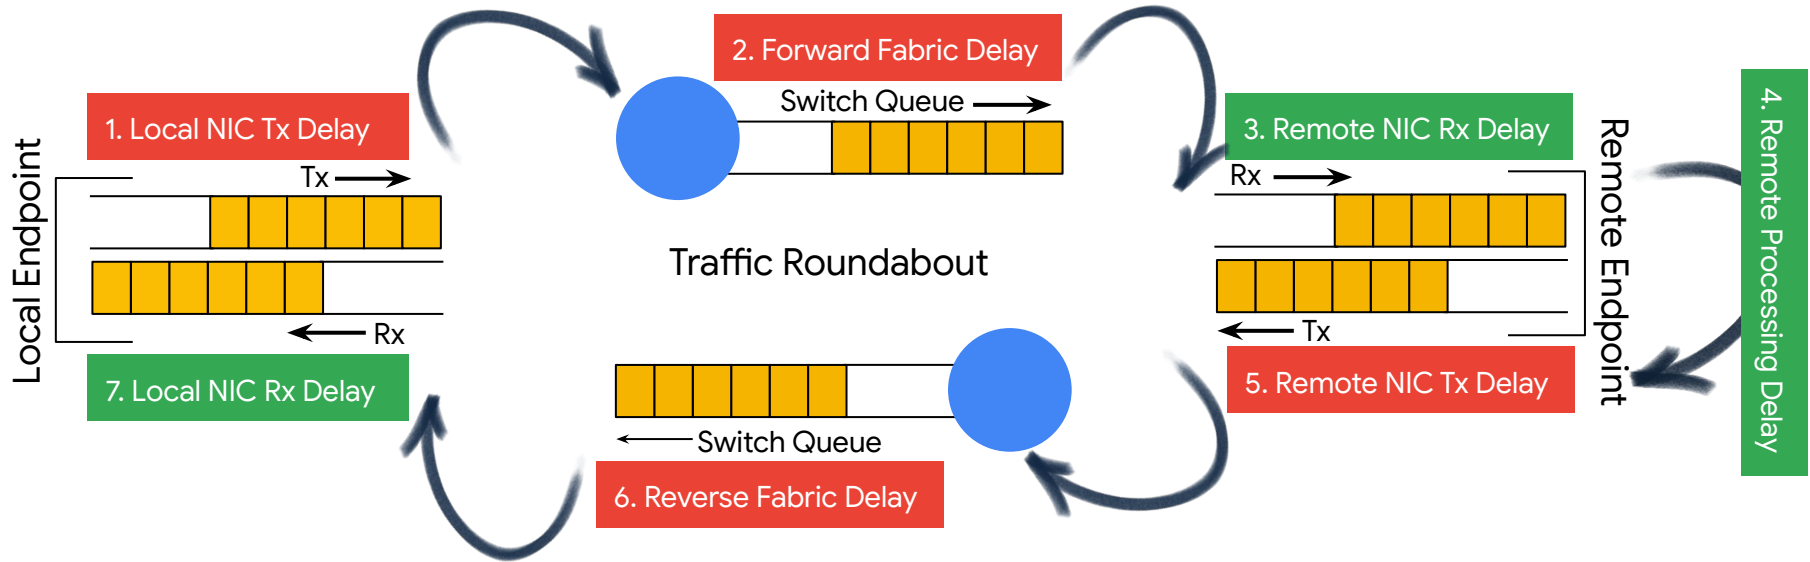 2. Forward Fabric Delay
Switch Queue
1. Local NIC Tx Delay
3. Remote NIC Rx Delay
4. Remote Processing Delay
Tx
Rx
Local Endpoint
Remote Endpoint
Traffic Roundabout
Rx
Tx
7. Local NIC Rx Delay
5. Remote NIC Tx Delay
Switch Queue
6. Reverse Fabric Delay